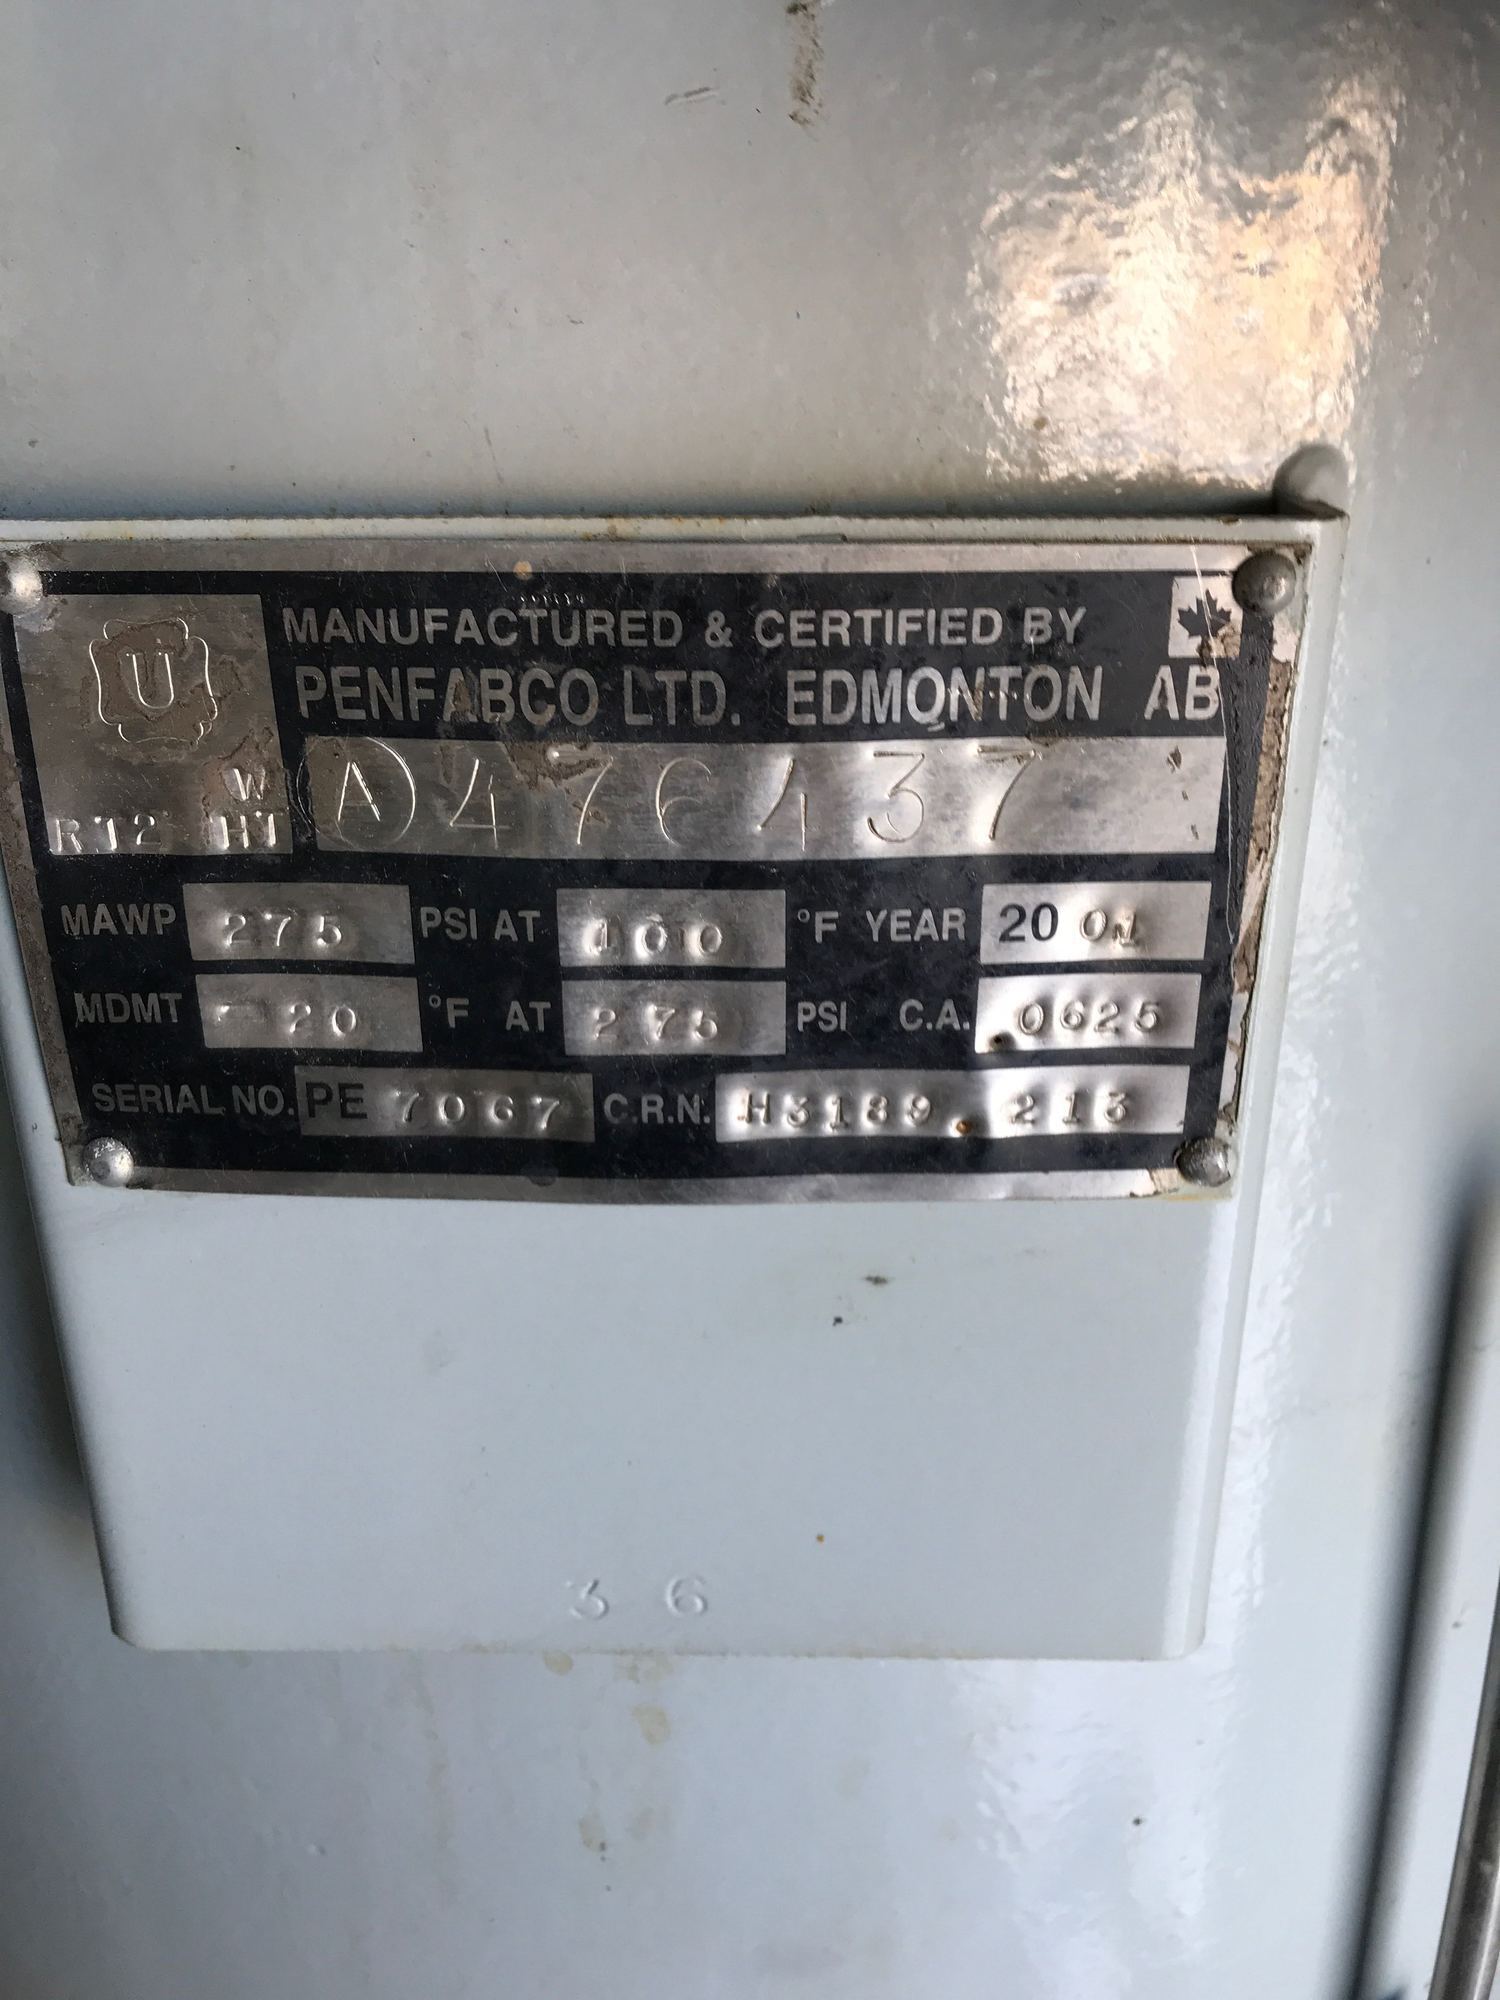 U
W
RT2 HT
MANUFACTURED & CERTIFIED BY
PENFABCO LTD. EDMONTON AB
A 476437
MAWP 275 PSI AT 100 °F YEAR 2001
MDMT -20 °F AT 275 PSI C.A. .0625
SERIAL NO. PE 7067 C.R.N. H3189.213
36